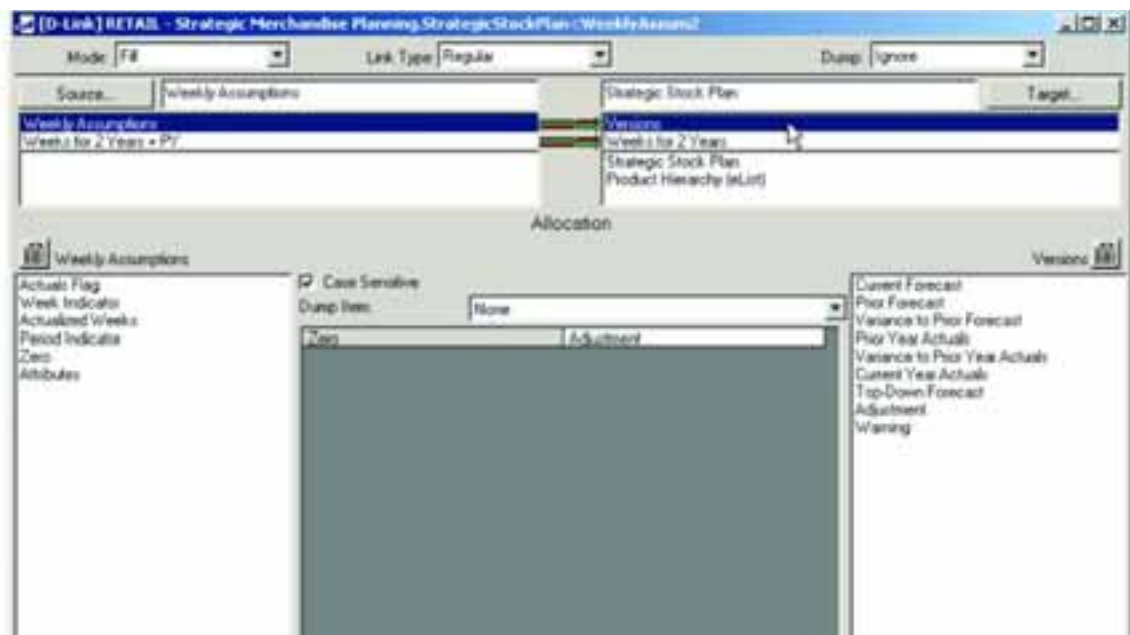 [D-Link] RETAIL - Strategic Merchandise Planning.StrategicStockPlan<WeeklyAssum2
Mode: Fill Link Type Regular Dump: Ignore
Source... Weekly Assumptions Strategic Stock Plan Target...
Weekly Assumptions Versions
Weeks for 2 Years + PY Weeks for 2 Years
Strategic Stock Plan
Product Hierarchy (eList)
Allocation
Weekly Assumptions Versions
Actuals Flag
Week Indicator
Actualized Weeks
Period Indicator
Zero
Attributes
Case Sensitive
Dump Item: None
Zero Adjustment
Current Forecast
Prior Forecast
Variance to Prior Forecast
Prior Year Actuals
Variance to Prior Year Actuals
Current Year Actuals
Top-Down Forecast
Adjustment
Warning